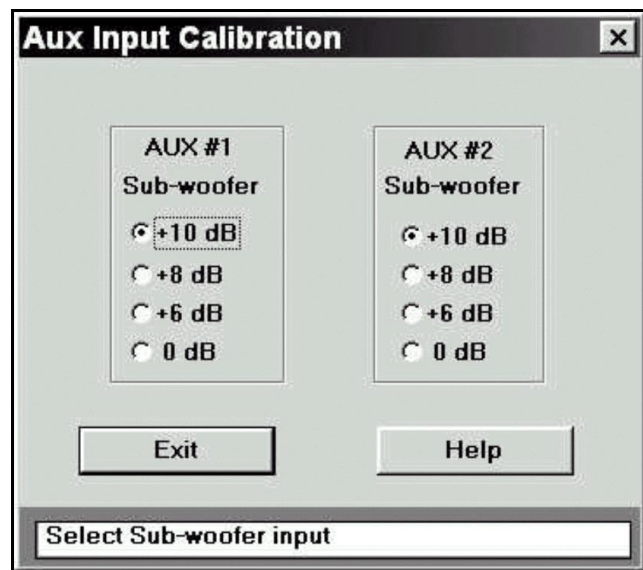 Aux Input Calibration
AUX #1
Sub-woofer
+10 dB
+8 dB
+6 dB
0 dB
AUX #2
Sub-woofer
+10 dB
+8 dB
+6 dB
0 dB
Exit
Help
Select Sub-woofer input